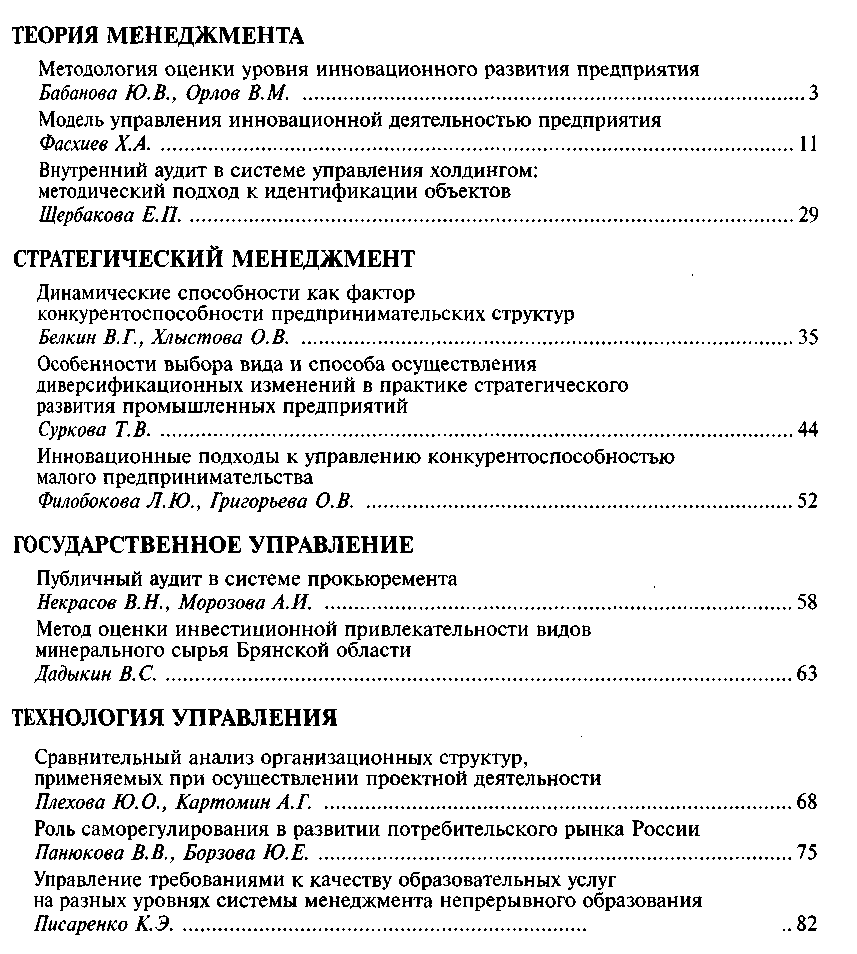 ТЕОРИЯ МЕНЕДЖМЕНТА
Методология оценки уровня инновационного развития предприятия
Бабанова Ю.В., Орлов В.М. ........ 3
Модель управления инновационной деятельностью предприятия
Фасхиев Х.А. ........ 11
Внутренний аудит в системе управления холдингом:
методический подход к идентификации объектов
Щербакова Е.П. ........ 29
СТРАТЕГИЧЕСКИЙ МЕНЕДЖМЕНТ
Динамические способности как фактор
конкурентоспособности предпринимательских структур
Белкин В.Г., Хлыстова О.В. ........ 35
Особенности выбора вида и способа осуществления
диверсификационных изменений в практике стратегического
развития промышленных предприятий
Суркова Т.В. ........ 44
Инновационные подходы к управлению конкурентоспособностью
малого предпринимательства
Филобокова Л.Ю., Григорьева О.В. ........ 52
ГОСУДАРСТВЕННОЕ УПРАВЛЕНИЕ
Публичный аудит в системе прокьюремента
Некрасов В.Н., Морозова А.И. ........ 58
Метод оценки инвестиционной привлекательности видов
минерального сырья Брянской области
Дадыкин В.С. ........ 63
ТЕХНОЛОГИЯ УПРАВЛЕНИЯ
Сравнительный анализ организационных структур,
применяемых при осуществлении проектной деятельности
Плехова Ю.О., Картомин А.Г. ........ 68
Роль саморегулирования в развитии потребительского рынка России
Панюкова В.В., Борзова Ю.Е. ........ 75
Управление требованиями к качеству образовательных услуг
на разных уровнях системы менеджмента непрерывного образования
Писаренко К.Э. ........ 82